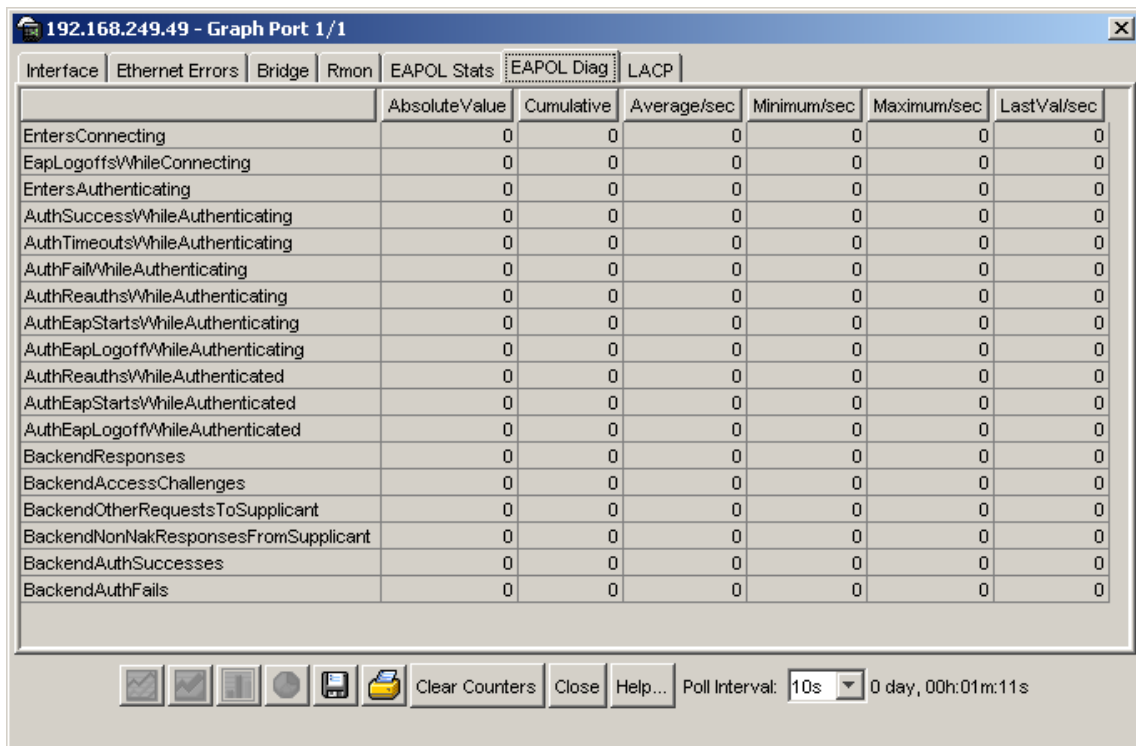 192.168.249.49 - Graph Port 1/1
Interface Ethernet Errors Bridge Rmon EAPOL Stats EAPOL Diag LACP
AbsoluteValue Cumulative Average/sec Minimum/sec Maximum/sec LastVal/sec
EntersConnecting 0 0 0 0 0 0
EapLogoffsWhileConnecting 0 0 0 0 0 0
EntersAuthenticating 0 0 0 0 0 0
AuthSuccessWhileAuthenticating 0 0 0 0 0 0
AuthTimeoutsWhileAuthenticating 0 0 0 0 0 0
AuthFailWhileAuthenticating 0 0 0 0 0 0
AuthReauthsWhileAuthenticating 0 0 0 0 0 0
AuthEapStartsWhileAuthenticating 0 0 0 0 0 0
AuthEapLogoffWhileAuthenticating 0 0 0 0 0 0
AuthReauthsWhileAuthenticated 0 0 0 0 0 0
AuthEapStartsWhileAuthenticated 0 0 0 0 0 0
AuthEapLogoffWhileAuthenticated 0 0 0 0 0 0
BackendResponses 0 0 0 0 0 0
BackendAccessChallenges 0 0 0 0 0 0
BackendOtherRequestsToSupplicant 0 0 0 0 0 0
BackendNonNakResponsesFromSupplicant 0 0 0 0 0 0
BackendAuthSuccesses 0 0 0 0 0 0
BackendAuthFails 0 0 0 0 0 0
Clear Counters Close Help... Poll Interval: 10s 0 day, 00h:01m:11s